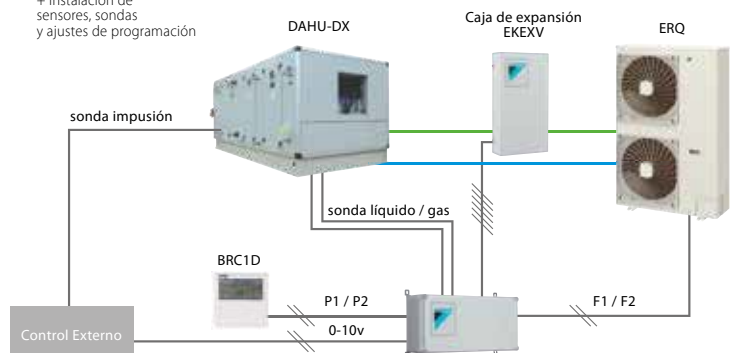 + Instalación de
sensores, sondas
y ajustes de programación
DAHU-DX
Caja de expansión
EKEXV
ERQ
sonda impusión
sonda líquido / gas
BRC1D
P1 / P2
F1 / F2
0-10v
Control Externo